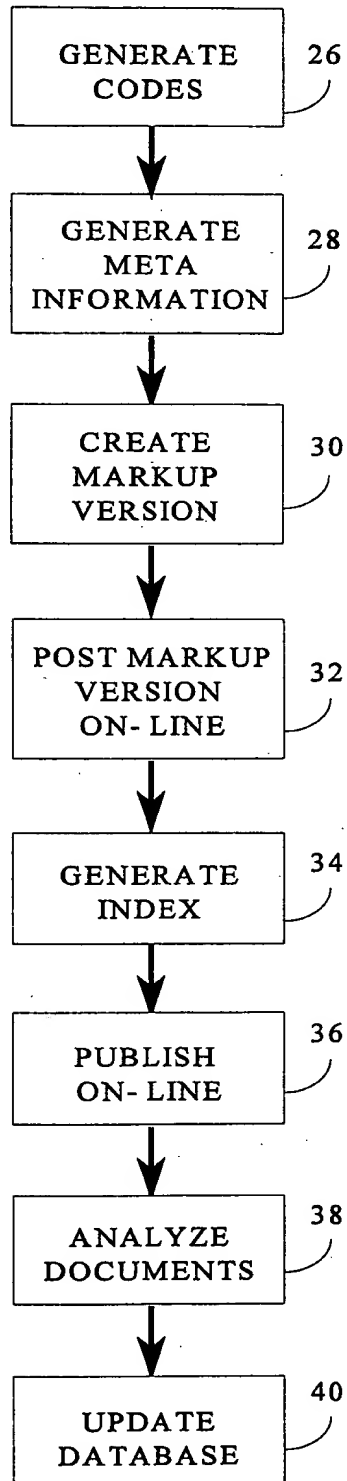 GENERATE
CODES
26
GENERATE
META
INFORMATION
28
CREATE
MARKUP
VERSION
30
POST MARKUP
VERSION
ON- LINE
32
GENERATE
INDEX
34
PUBLISH
ON- LINE
36
ANALYZE
DOCUMENTS
38
UPDATE
DATABASE
40